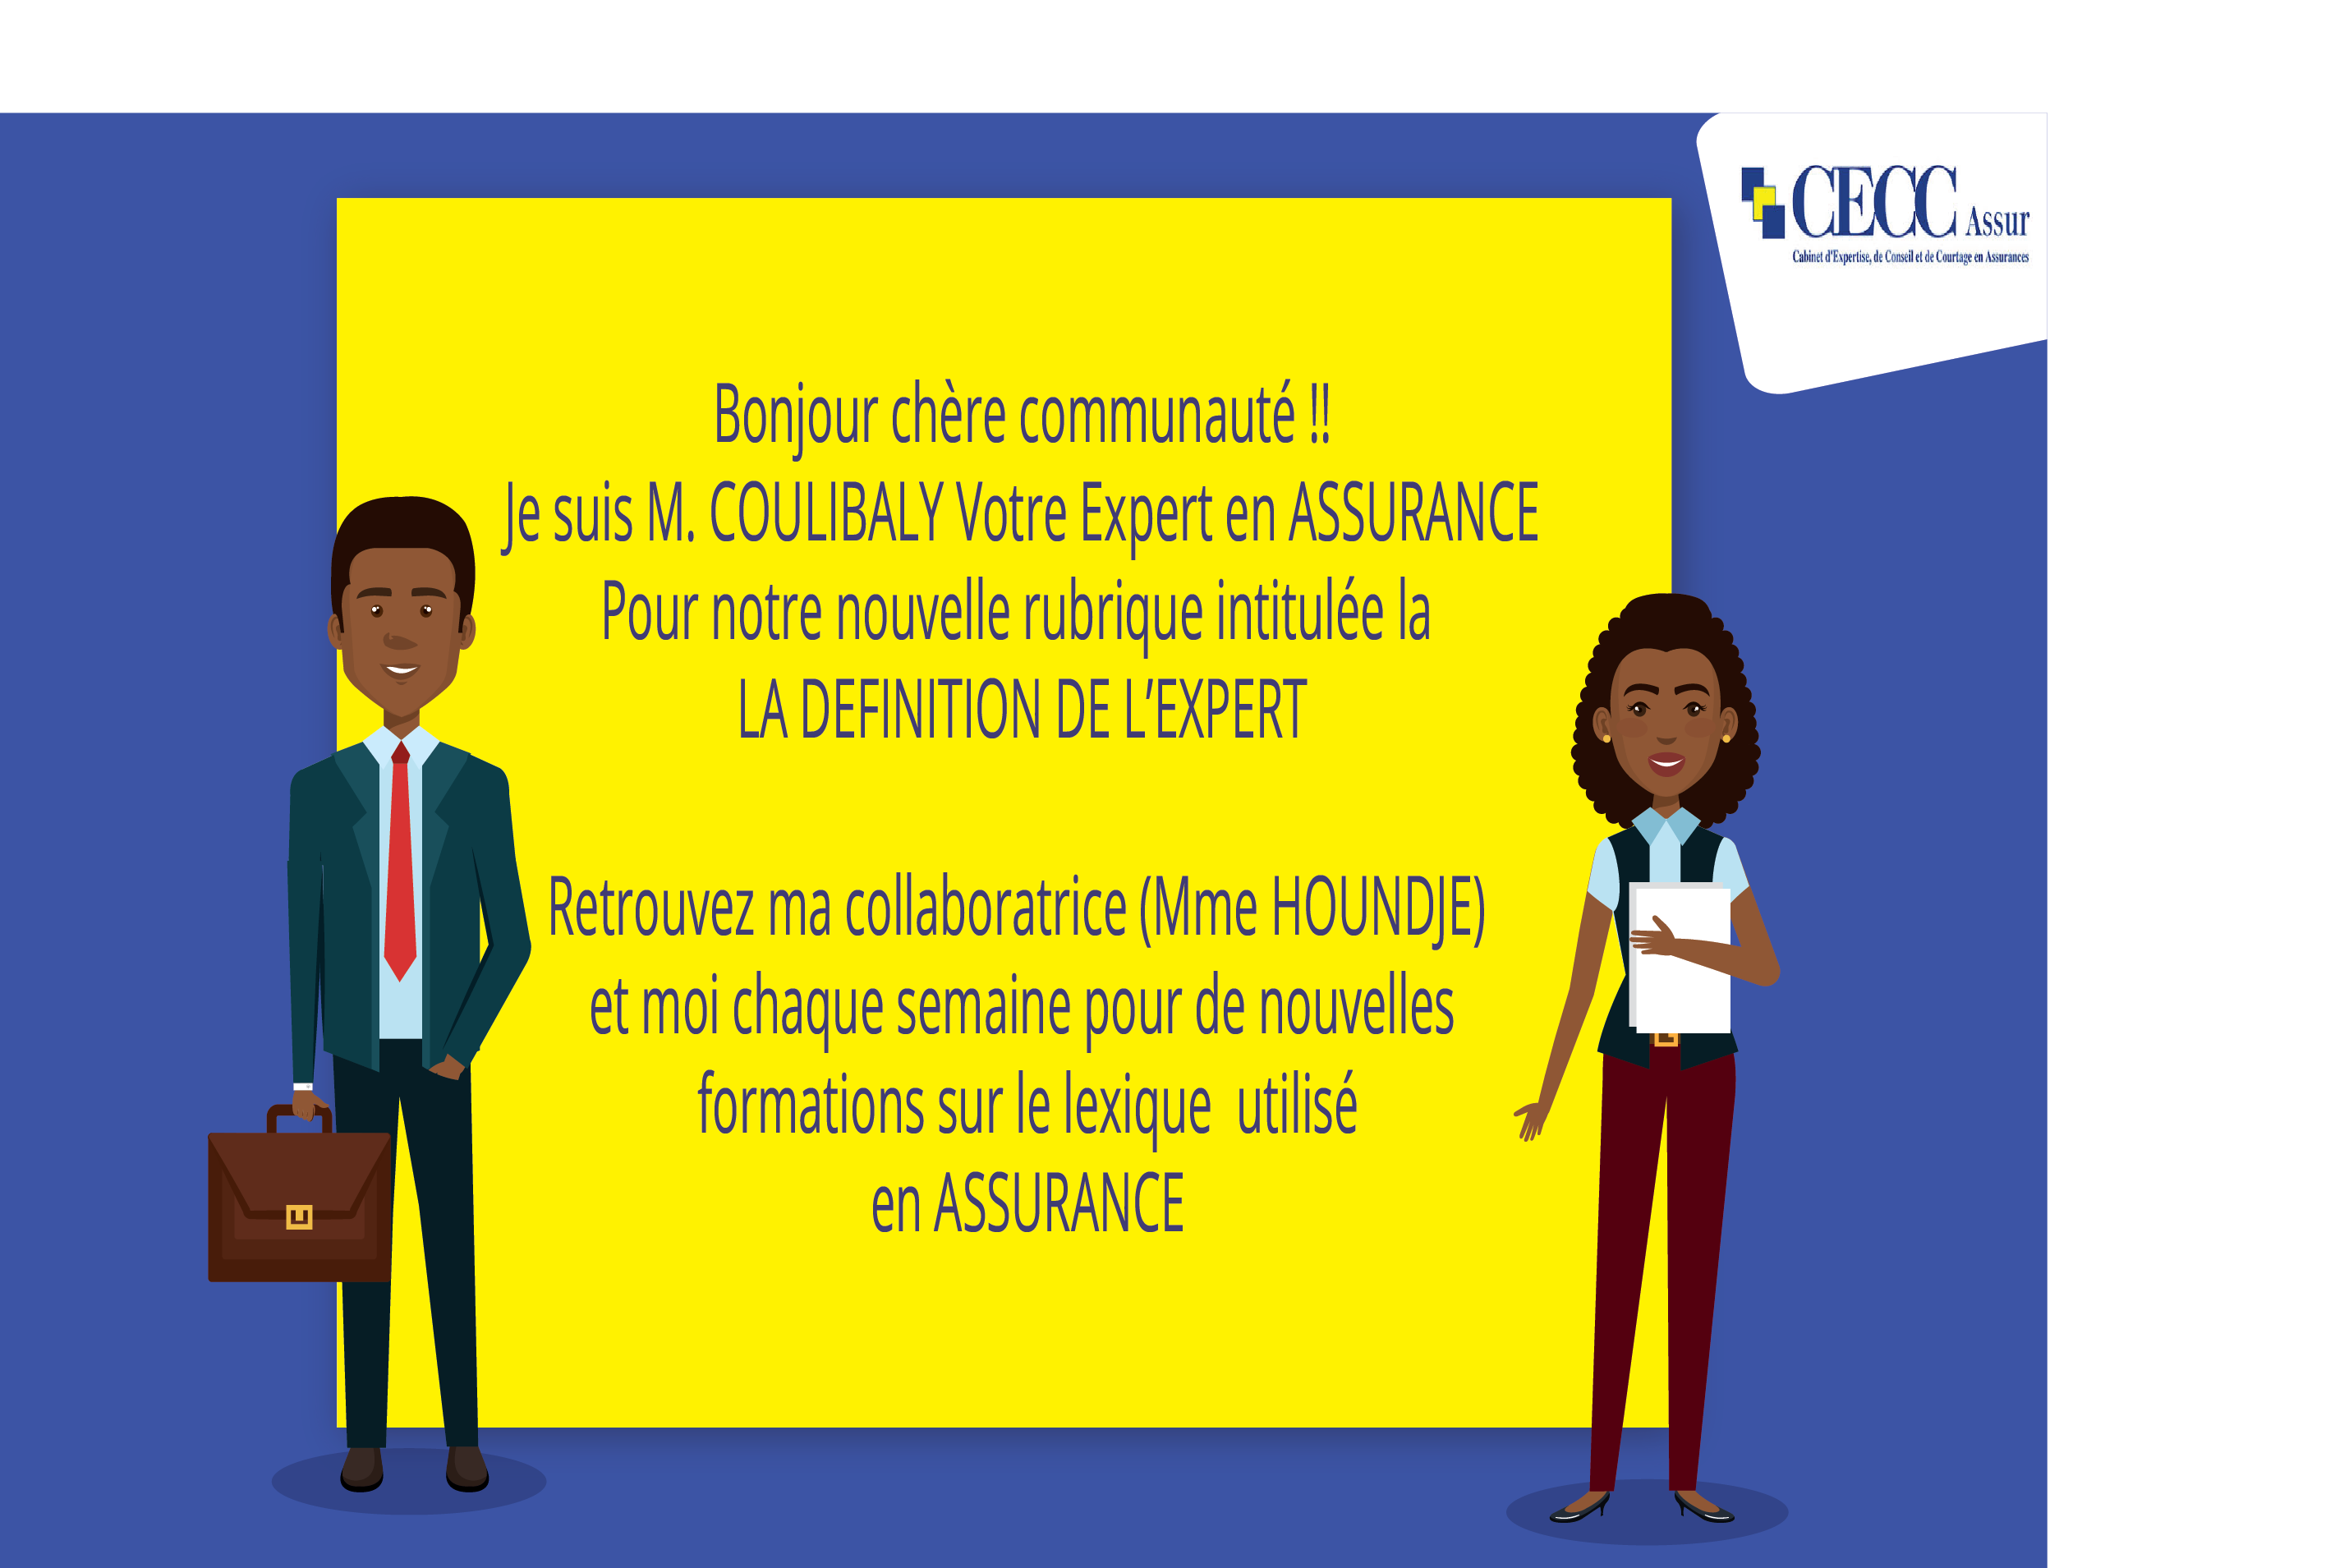 CECC Assur
Cabinet d'Expertise, de Conseil et de Courtage en Assurances
Bonjour chère communauté !!
Je suis M. COULIBALY Votre Expert en ASSURANCE
Pour notre nouvelle rubrique intitulée la
LA DEFINITION DE L’EXPERT
Retrouvez ma collaboratrice (Mme HOUNDJE)
et moi chaque semaine pour de nouvelles
formations sur le lexique  utilisé
en ASSURANCE